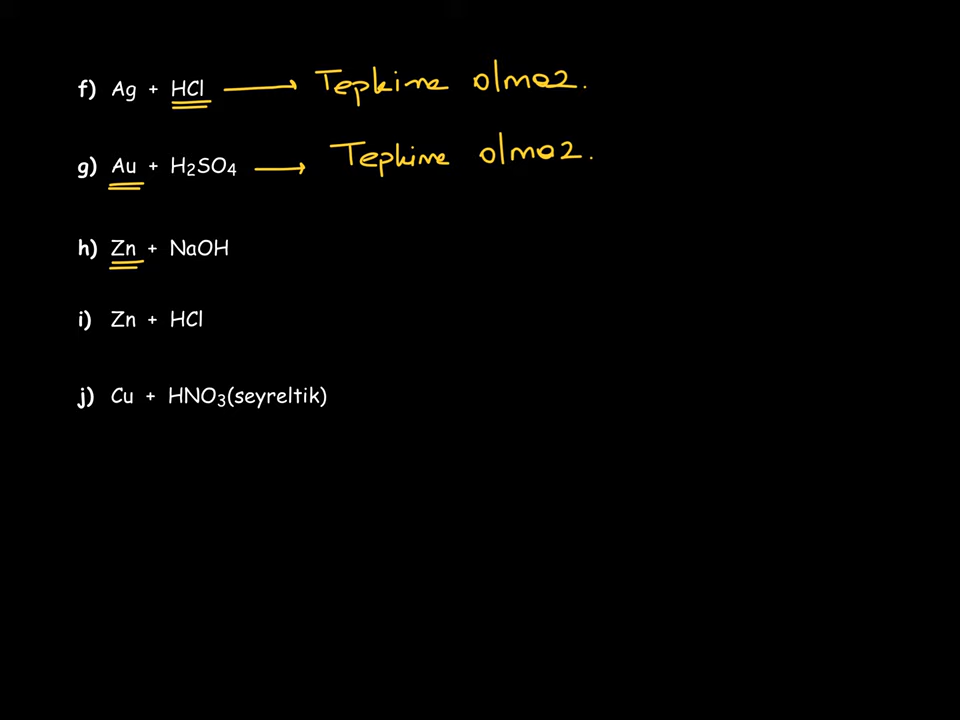 f) Ag + HCl → Tepkime olmaz.
g) Au + H₂SO₄ → Tepkime olmaz.
h) Zn + NaOH
i) Zn + HCl
j) Cu + HNO₃(seyreltik)